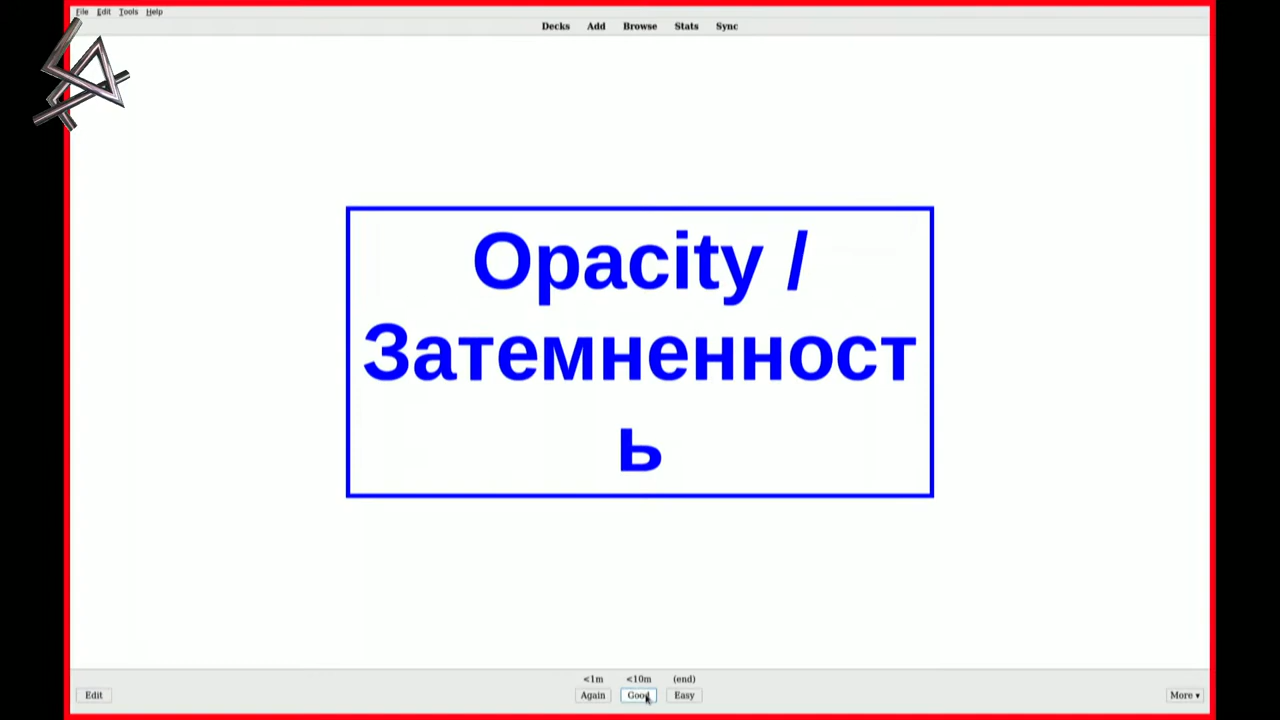 File Edit Tools Help
Decks Add Browse Stats Sync
Opacity /
Затемненност
ь
<1m <10m (end)
Edit Again Good Easy More ▾